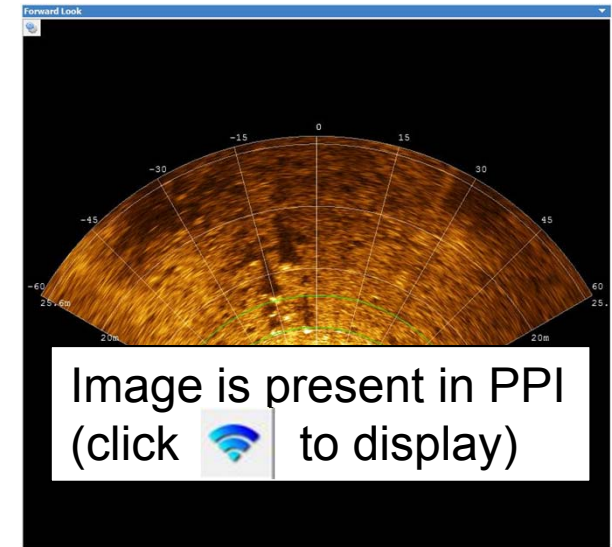 Forward Look
0
-15 15
-30 30
-45 45
-60 60
25.6m 25.
20m 20m
Image is present in PPI
(click to display)